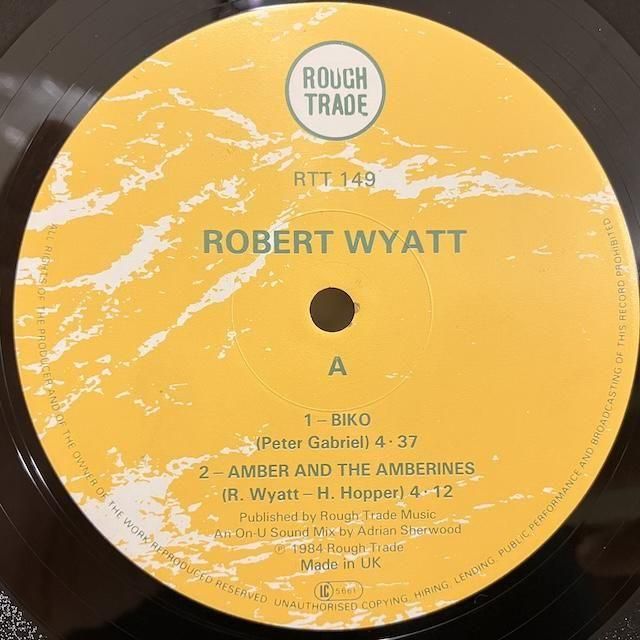 ROUGH
TRADE
RTT 149
ROBERT WYATT
A
1 – BIKO
(Peter Gabriel) 4·37
2 – AMBER AND THE AMBERINES
(R. Wyatt – H. Hopper) 4·12
Published by Rough Trade Music
An On-U Sound Mix by Adrian Sherwood
℗ 1984 Rough Trade
Made in UK
LC 5661
ALL RIGHTS OF THE PRODUCER AND OF THE OWNER OF THE WORK REPRODUCED RESERVED. UNAUTHORISED COPYING, HIRING, LENDING, PUBLIC PERFORMANCE AND BROADCASTING OF THIS RECORD PROHIBITED